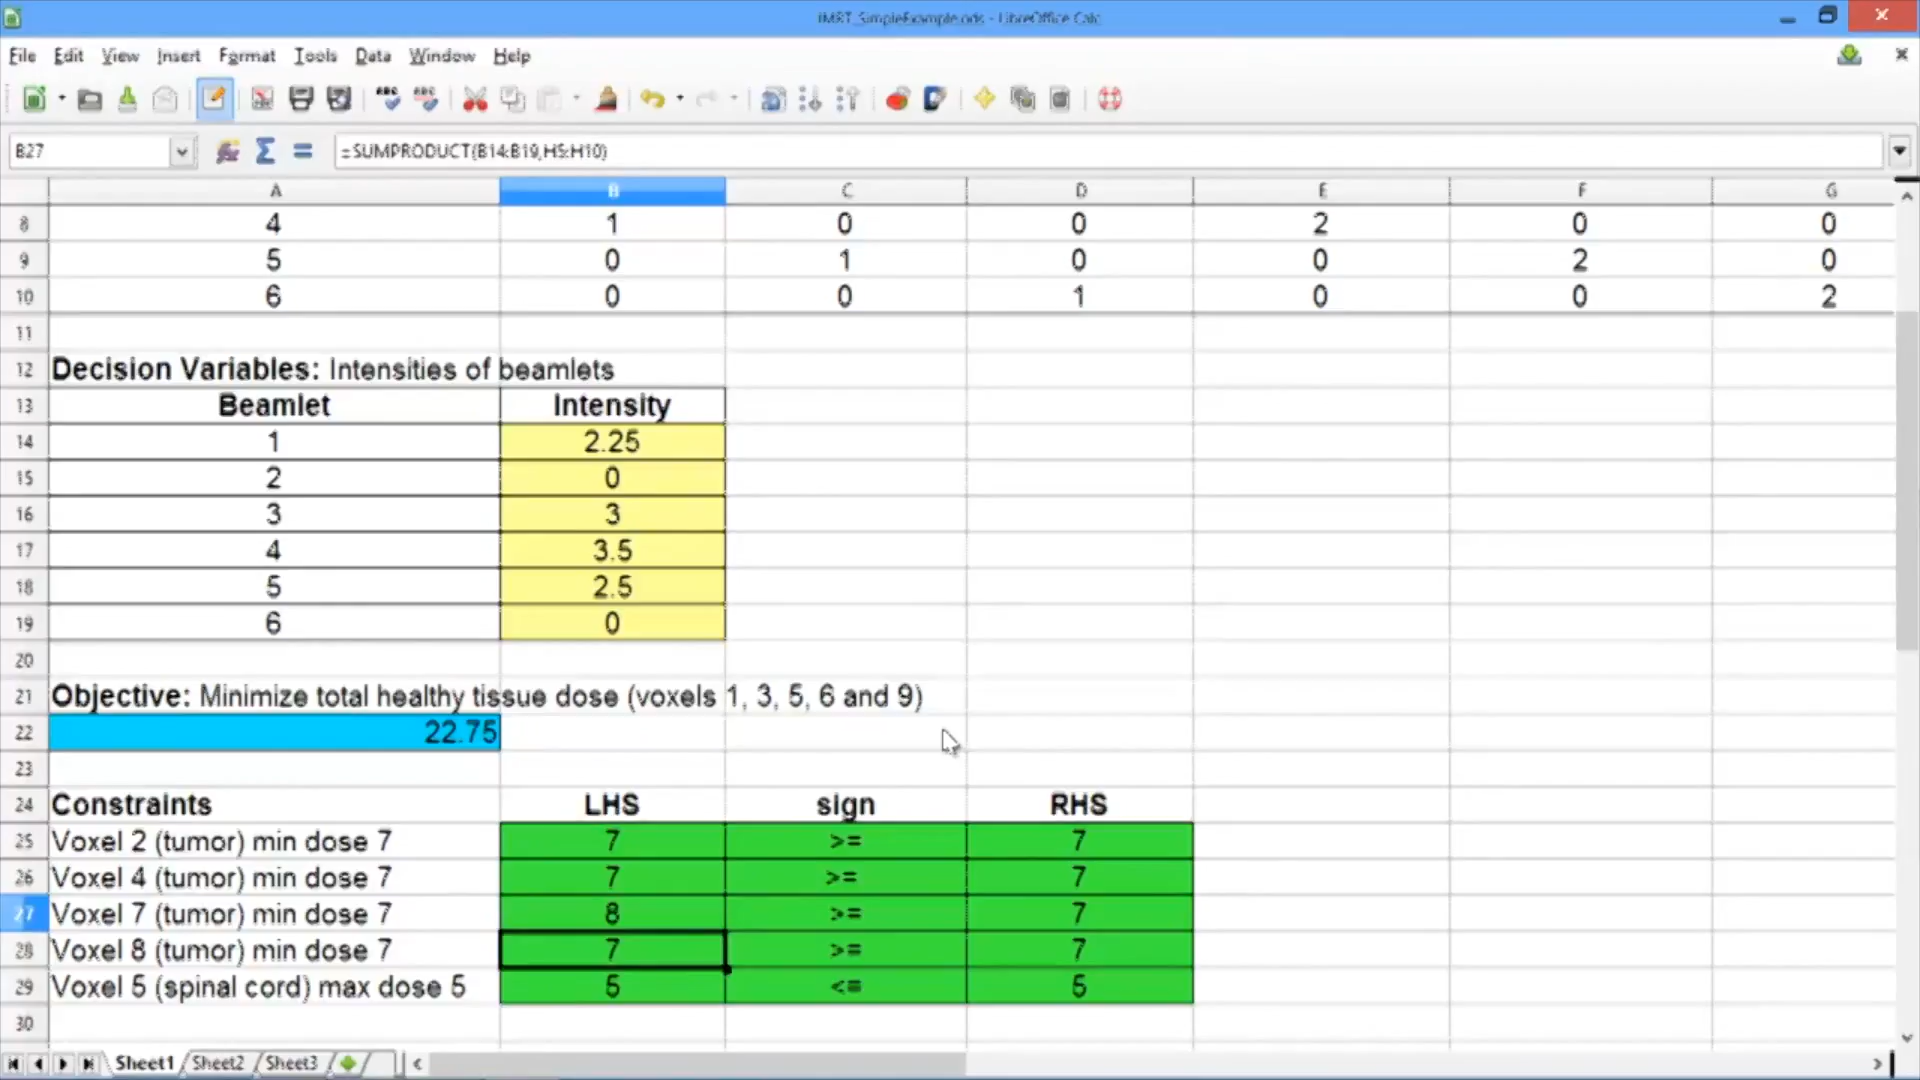 IMRT_SimpleExample.ods - LibreOffice Calc
File Edit View Insert Format Tools Data Window Help
B27 =SUMPRODUCT(B14:B19,H5:H10)
A B C D E F G
8 4 1 0 0 2 0 0
9 5 0 1 0 0 2 0
10 6 0 0 1 0 0 2
11
12 Decision Variables: Intensities of beamlets
13 Beamlet Intensity
14 1 2.25
15 2 0
16 3 3
17 4 3.5
18 5 2.5
19 6 0
20
21 Objective: Minimize total healthy tissue dose (voxels 1, 3, 5, 6 and 9)
22 22.75
23
24 Constraints LHS sign RHS
25 Voxel 2 (tumor) min dose 7 7 >= 7
26 Voxel 4 (tumor) min dose 7 7 >= 7
27 Voxel 7 (tumor) min dose 7 8 >= 7
28 Voxel 8 (tumor) min dose 7 7 >= 7
29 Voxel 5 (spinal cord) max dose 5 5 <= 5
30
Sheet1 Sheet2 Sheet3